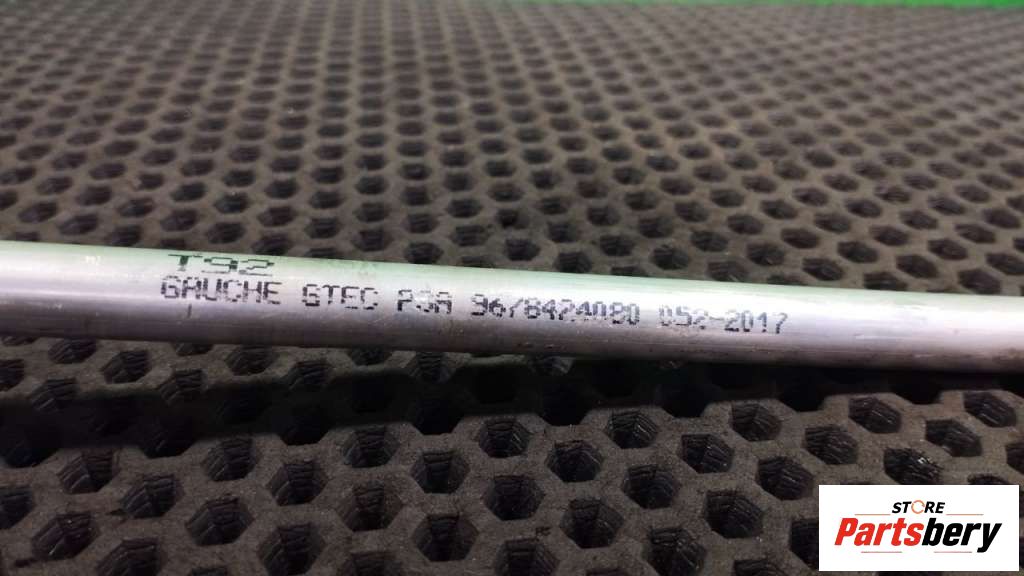 T92
GAUCHE GTEC PSA 9678424080 052-2017
STORE
Partsbery